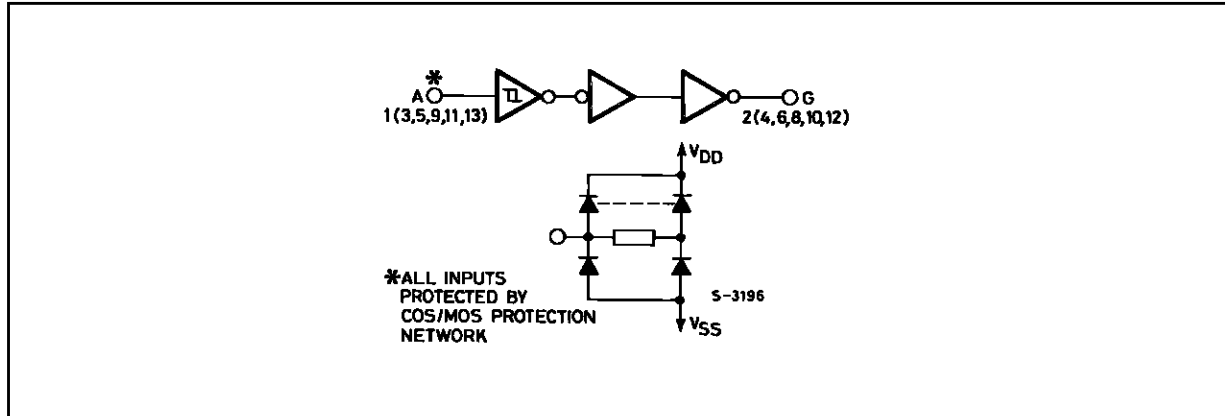 *
A
1(3,5,9,11,13)
G
2(4,6,8,10,12)
VDD
*ALL INPUTS
PROTECTED BY
COS/MOS PROTECTION
NETWORK
S-3196
VSS